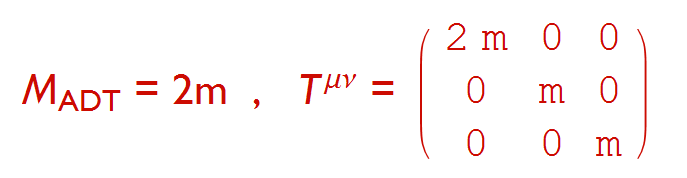 2 m 0 0
M_ADT = 2m , T^μν = ( 0 m 0 )
0 0 m